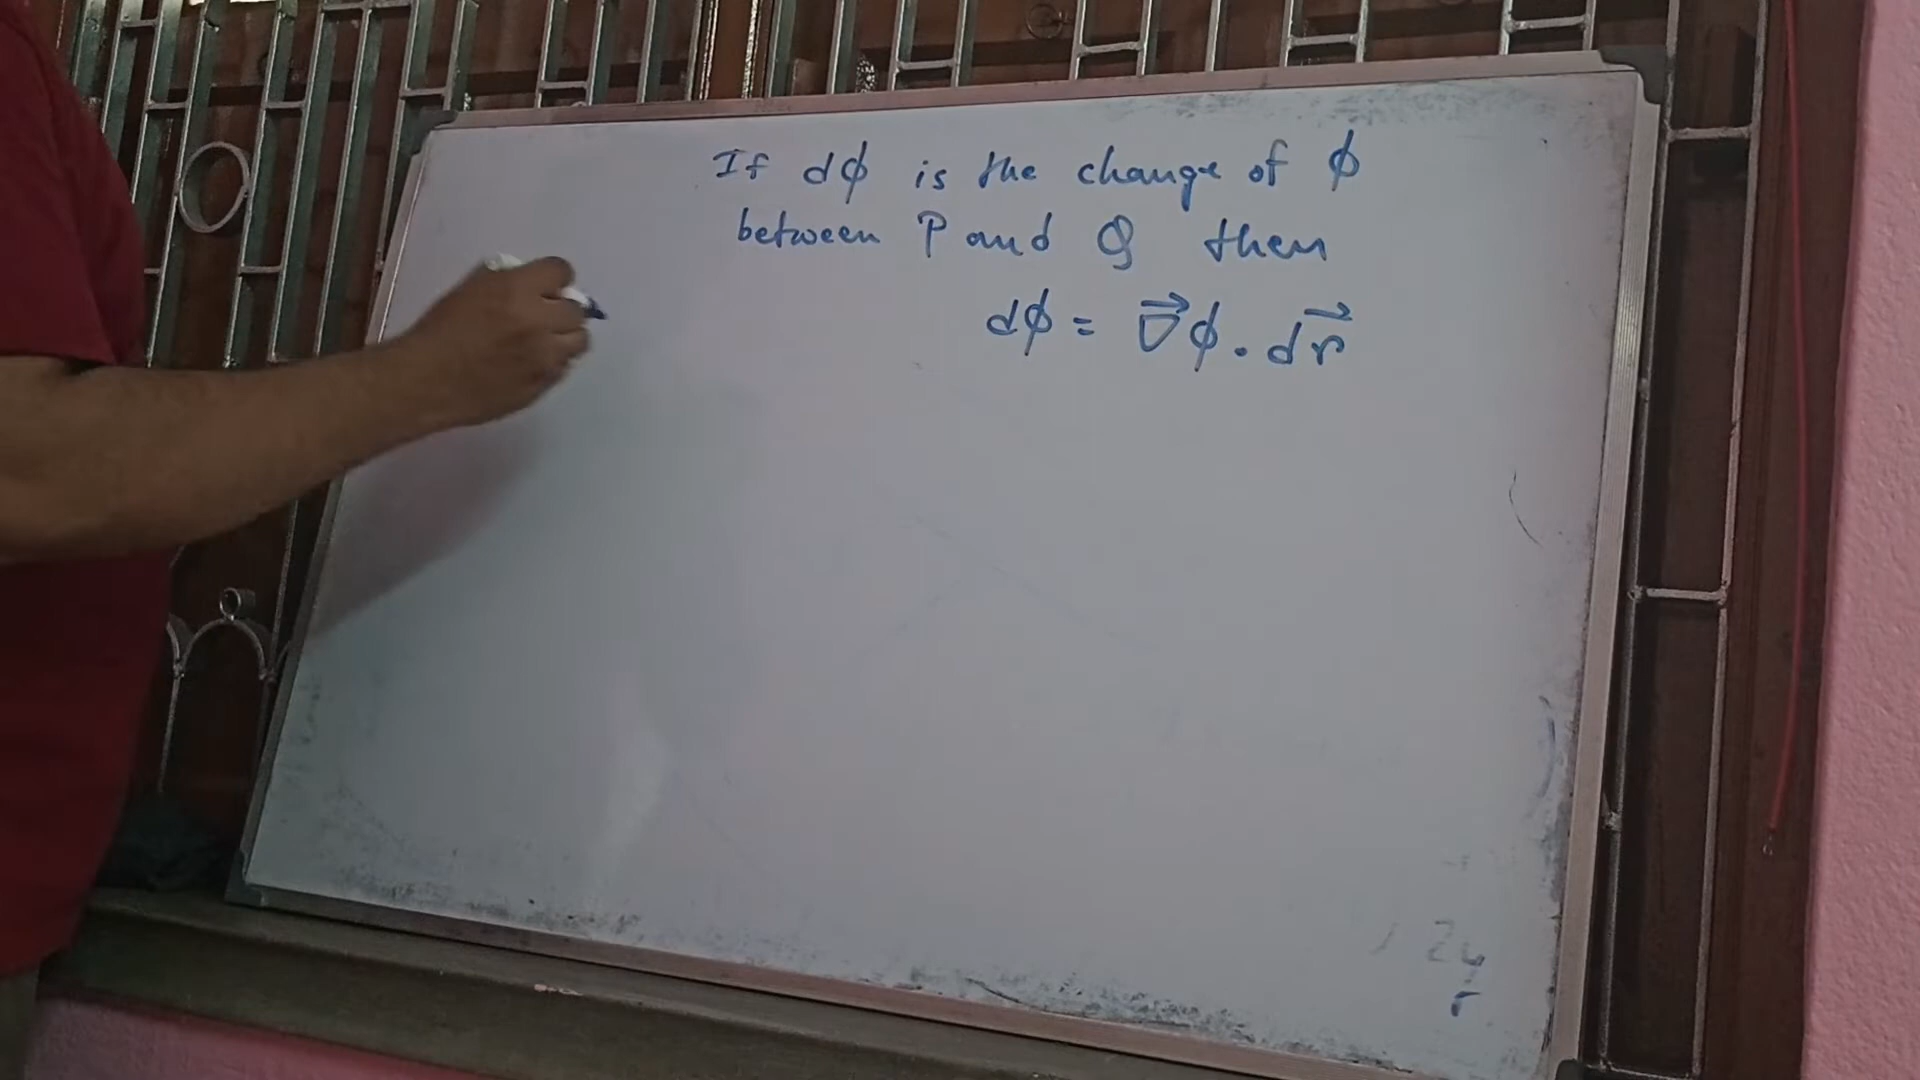 If dϕ is the change of ϕ
between P and Q then
dϕ = ∇⃗ϕ . dr⃗